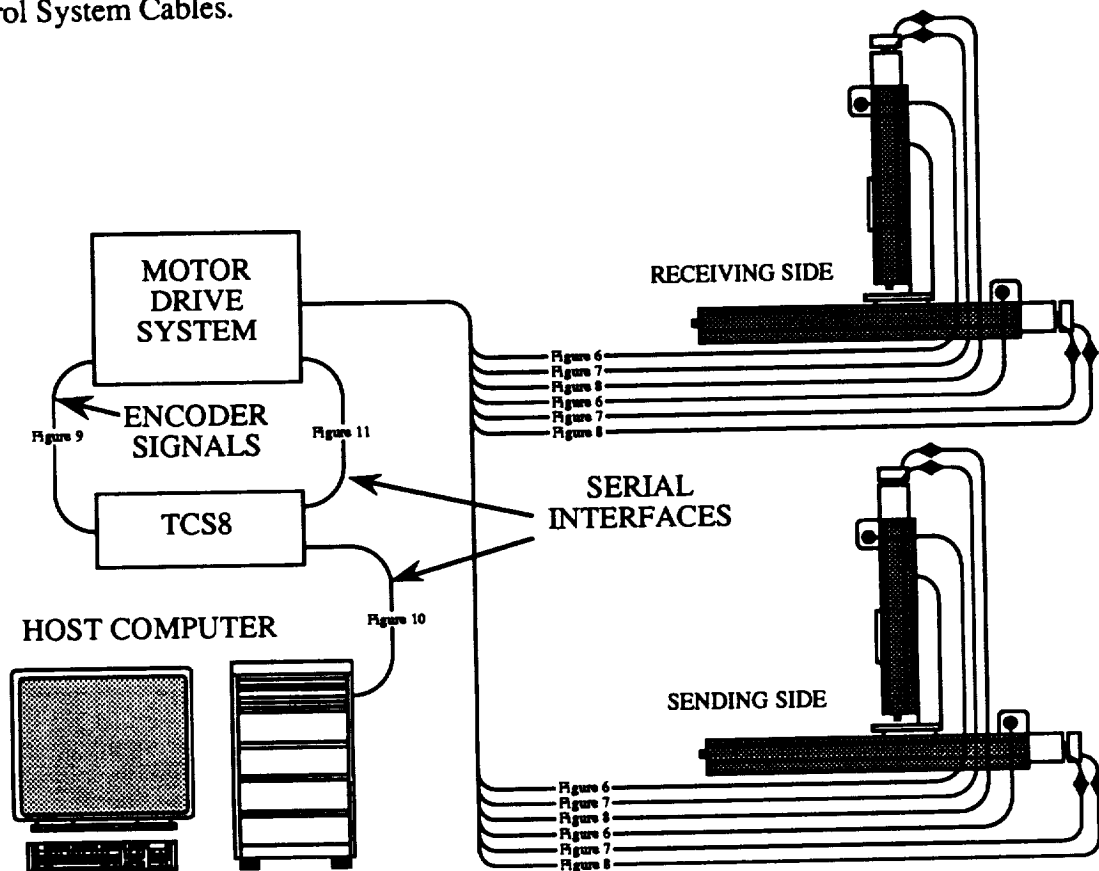 rol System Cables.
MOTOR
DRIVE
SYSTEM
RECEIVING SIDE
Figure 6
Figure 7
Figure 8
Figure 6
Figure 7
Figure 8
ENCODER
SIGNALS
Figure 9
Figure 11
SERIAL
INTERFACES
TCS8
Figure 10
HOST COMPUTER
SENDING SIDE
Figure 6
Figure 7
Figure 8
Figure 6
Figure 7
Figure 8